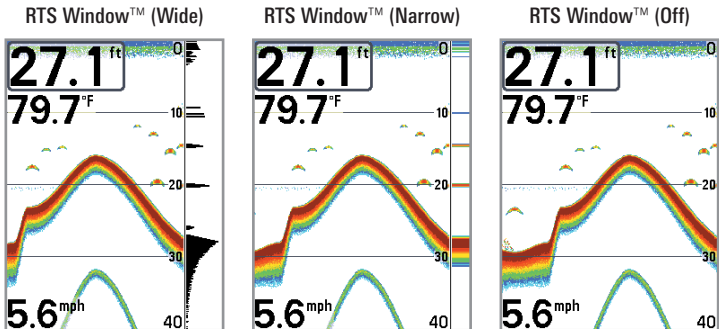 RTS Window™ (Wide)
27.1 ft
79.7°F
0
10
20
30
40
5.6 mph
RTS Window™ (Narrow)
27.1 ft
79.7°F
0
10
20
30
40
5.6 mph
RTS Window™ (Off)
27.1 ft
79.7°F
0
10
20
30
40
5.6 mph